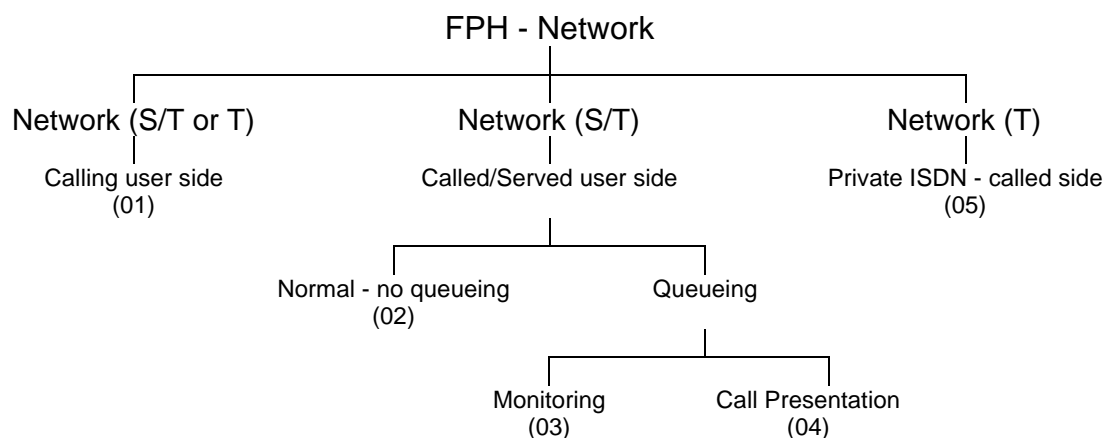 FPH - Network
Network (S/T or T)
Network (S/T)
Network (T)
Calling user side
(01)
Called/Served user side
Private ISDN - called side
(05)
Normal - no queueing
(02)
Queueing
Monitoring
(03)
Call Presentation
(04)